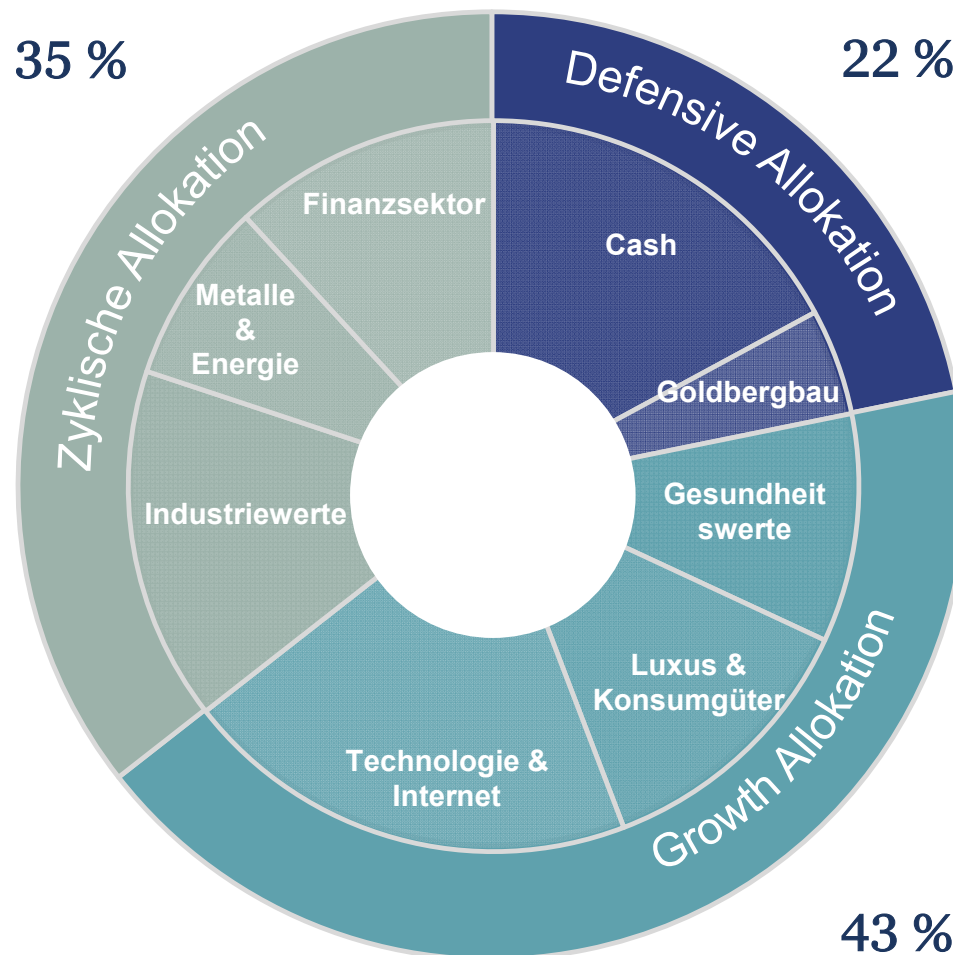 35 %
22 %
Defensive Allokation
Zyklische Allokation
Finanzsektor
Cash
Metalle
&
Energie
Goldbergbau
Gesundheit
swerte
Industriewerte
Luxus &
Konsumgüter
Technologie &
Internet
Growth Allokation
43 %